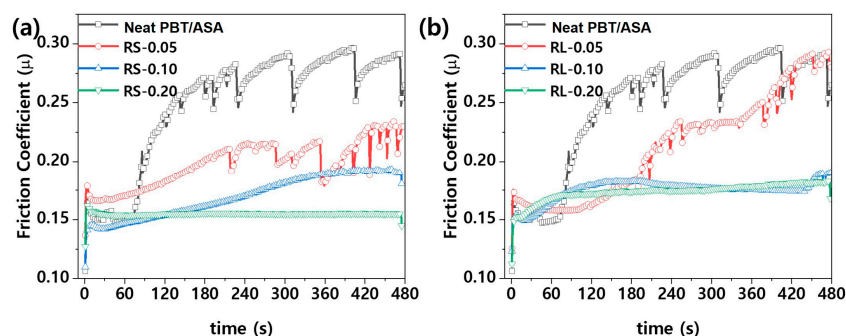 (a)
Neat PBT/ASA
RS-0.05
RS-0.10
RS-0.20
Friction Coefficient (μ)
0.30
0.25
0.20
0.15
0.10
0 60 120 180 240 300 360 420 480
time (s)
(b)
Neat PBT/ASA
RL-0.05
RL-0.10
RL-0.20
Friction Coefficient (μ)
0.30
0.25
0.20
0.15
0.10
0 60 120 180 240 300 360 420 480
time (s)